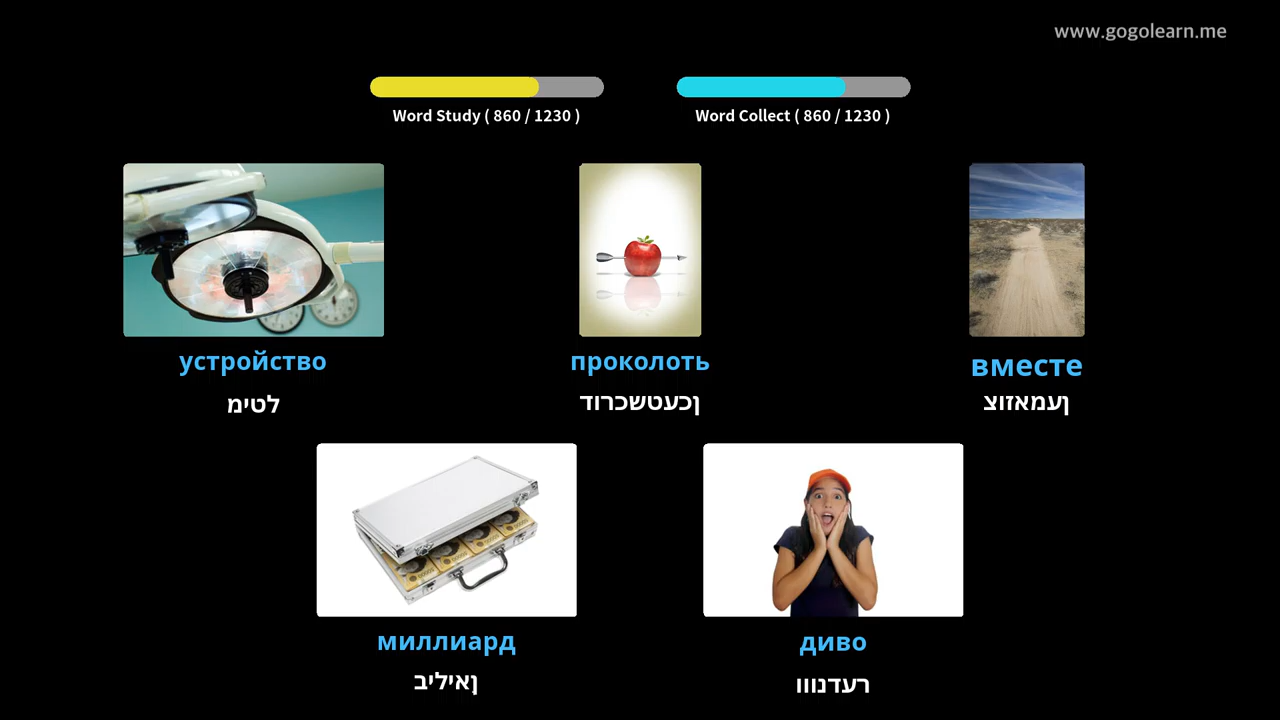 www.gogolearn.me
Word Study ( 860 / 1230 )
Word Collect ( 860 / 1230 )
устройство
לטימ
проколоть
ןכעטשכרוד
вместе
ןעמאזוצ
миллиард
ןאיליב
диво
רעדנווו